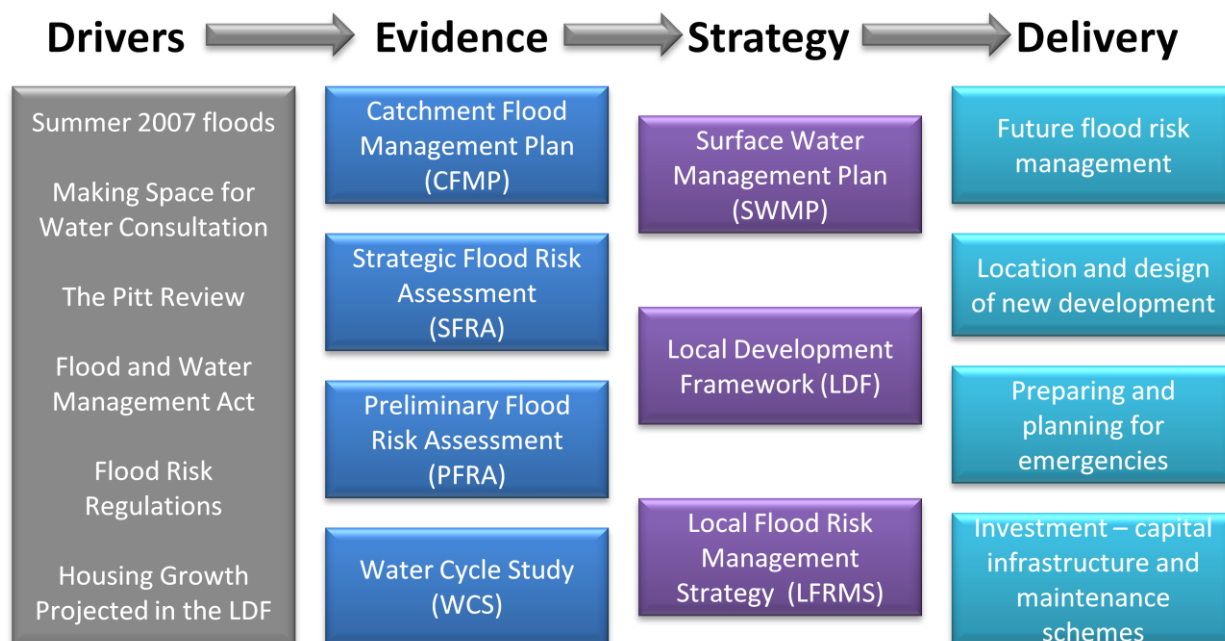 Drivers
Evidence
Strategy
Delivery
Summer 2007 floods
Making Space for
Water Consultation
The Pitt Review
Flood and Water
Management Act
Flood Risk
Regulations
Housing Growth
Projected in the LDF
Catchment Flood
Management Plan
(CFMP)
Strategic Flood Risk
Assessment
(SFRA)
Preliminary Flood
Risk Assessment
(PFRA)
Water Cycle Study
(WCS)
Surface Water
Management Plan
(SWMP)
Local Development
Framework (LDF)
Local Flood Risk
Management
Strategy (LFRMS)
Future flood risk
management
Location and design
of new development
Preparing and
planning for
emergencies
Investment – capital
infrastructure and
maintenance
schemes